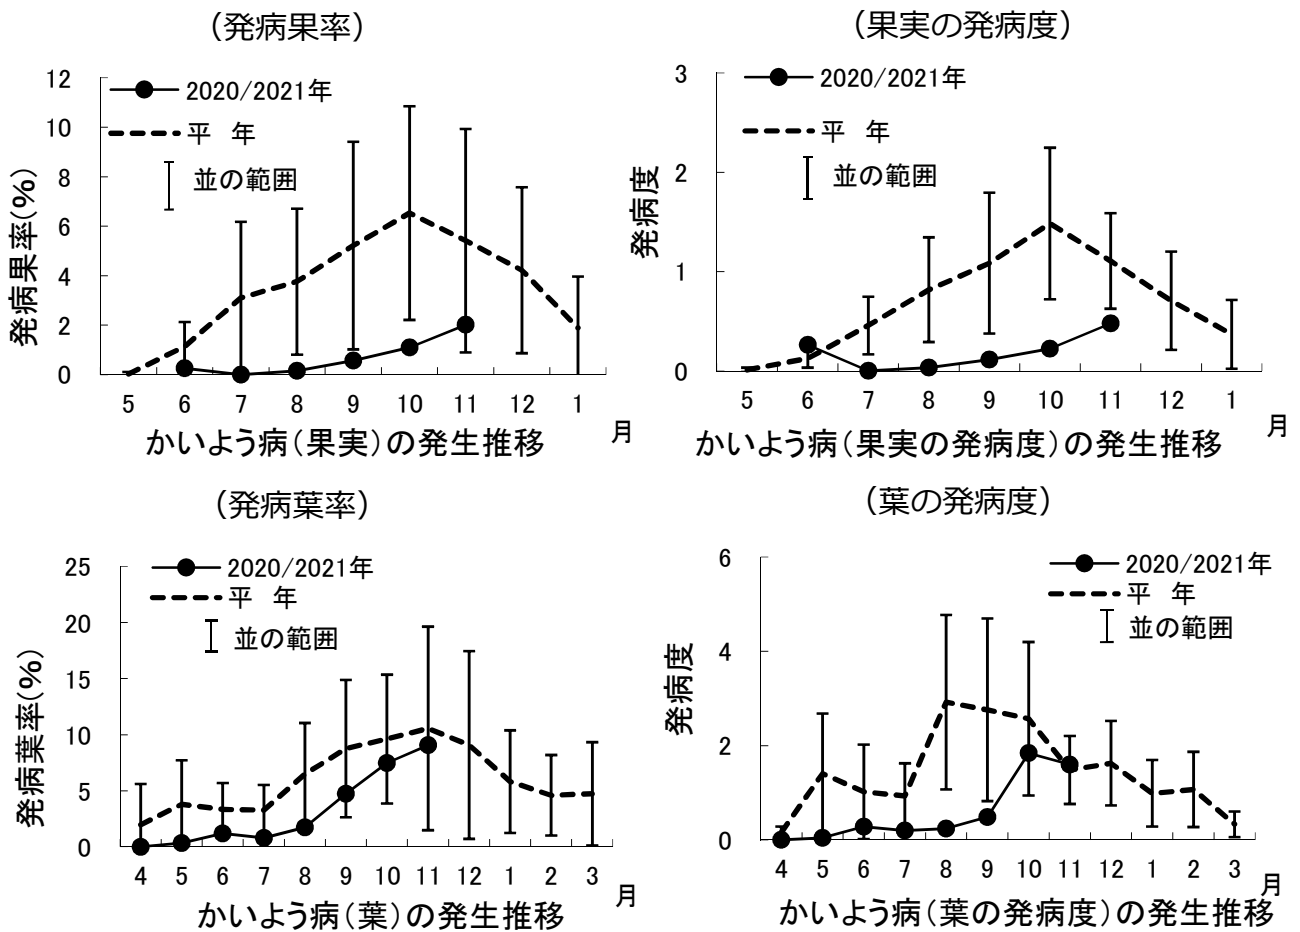 (発病果率)
12
10
8
6
4
2
0
発病果率(%)
2020/2021年
平 年
並の範囲
5 6 7 8 9 10 11 12 1
月
かいよう病(果実)の発生推移
(果実の発病度)
3
2
1
0
発病度
2020/2021年
平 年
並の範囲
5 6 7 8 9 10 11 12 1
月
かいよう病(果実の発病度)の発生推移
(発病葉率)
25
20
15
10
5
0
発病葉率(%)
2020/2021年
平 年
並の範囲
4 5 6 7 8 9 10 11 12 1 2 3
月
かいよう病(葉)の発生推移
(葉の発病度)
6
4
2
0
発病度
2020/2021年
平 年
並の範囲
4 5 6 7 8 9 10 11 12 1 2 3
月
かいよう病(葉の発病度)の発生推移